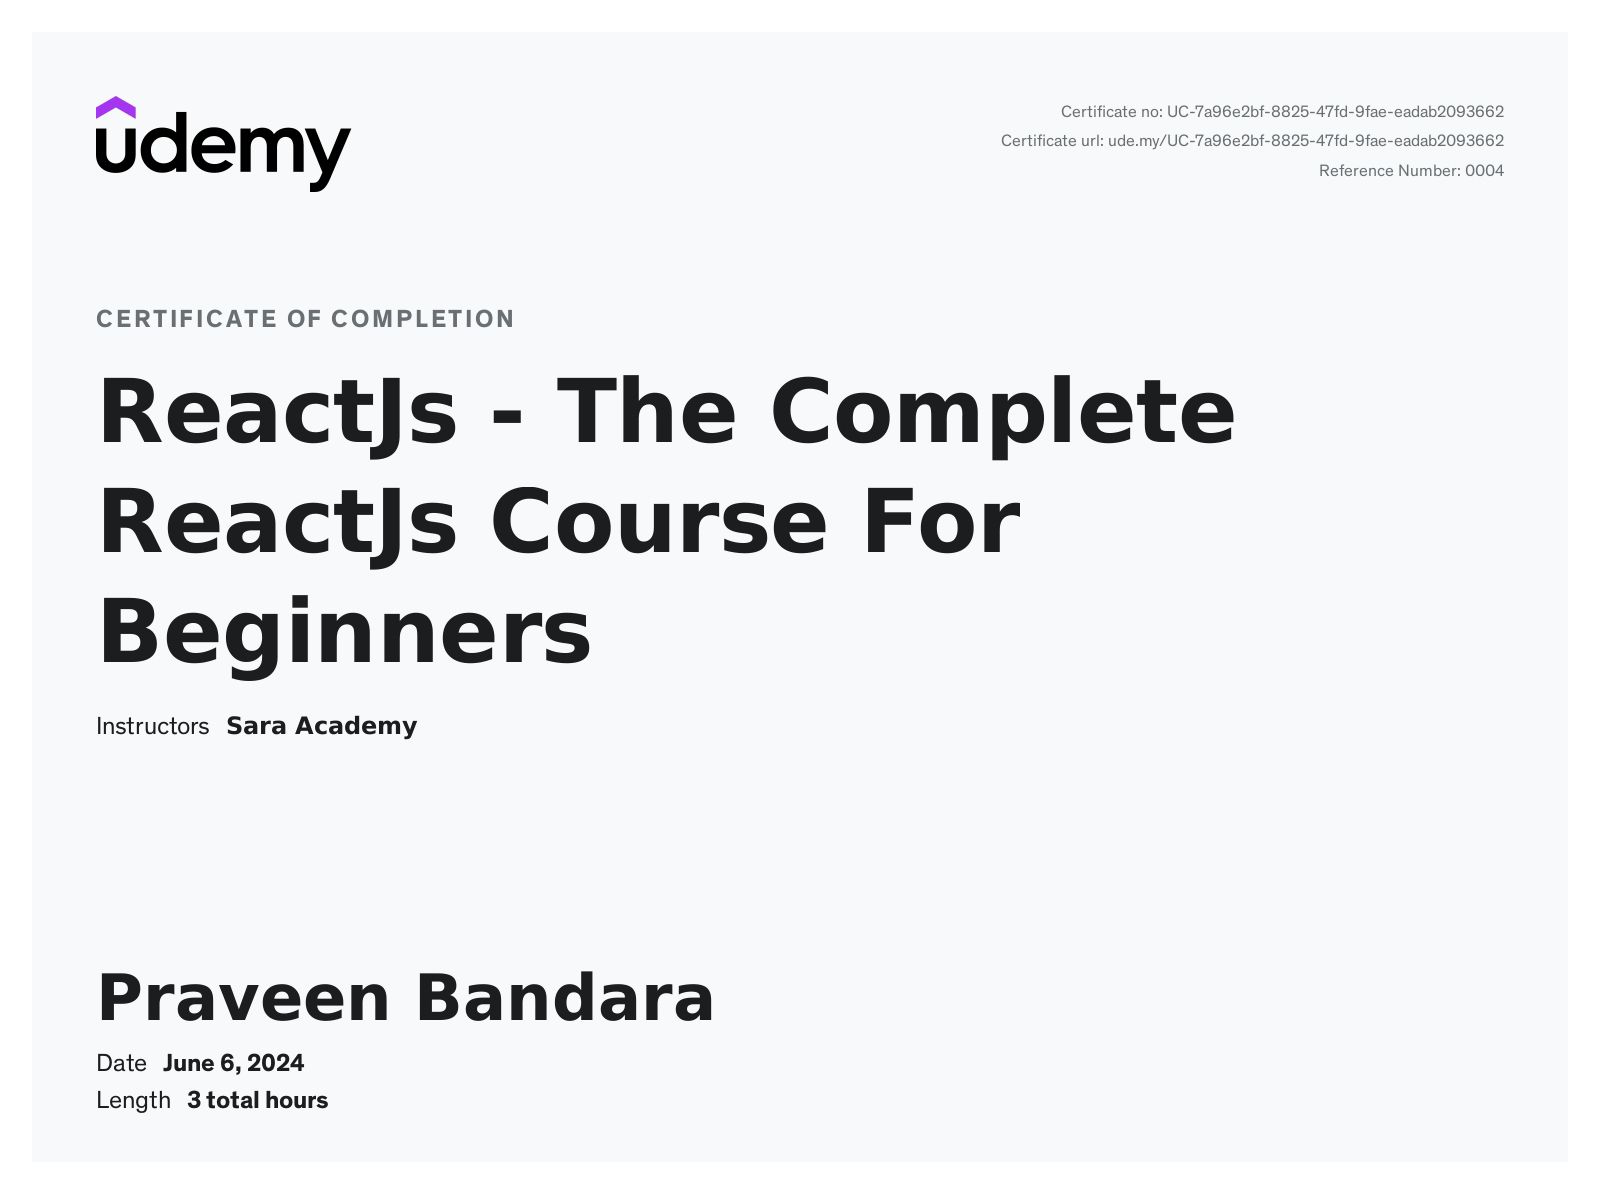 udemy
Certificate no: UC-7a96e2bf-8825-47fd-9fae-eadab2093662
Certificate url: ude.my/UC-7a96e2bf-8825-47fd-9fae-eadab2093662
Reference Number: 0004
CERTIFICATE OF COMPLETION
ReactJs - The Complete
ReactJs Course For
Beginners
Instructors Sara Academy
Praveen Bandara
Date June 6, 2024
Length 3 total hours